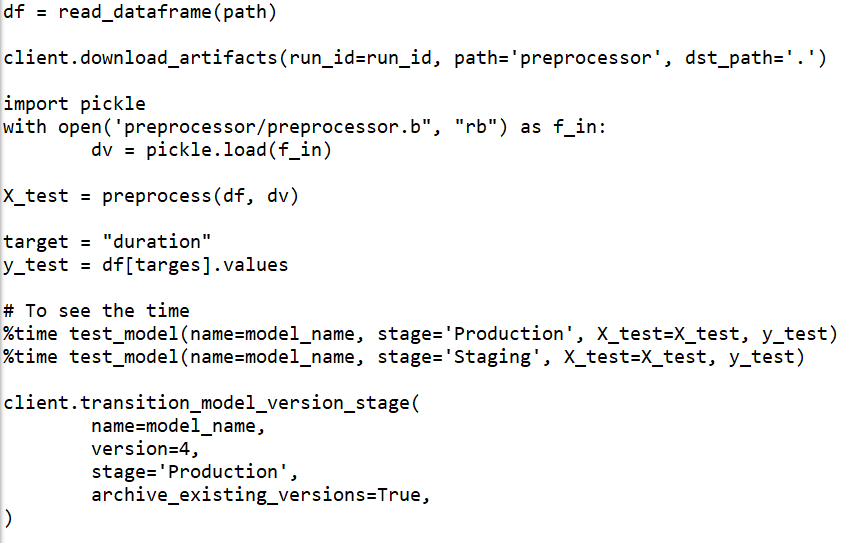 df = read_dataframe(path)
client.download_artifacts(run_id=run_id, path='preprocessor', dst_path='.')
import pickle
with open('preprocessor/preprocessor.b", "rb") as f_in:
        dv = pickle.load(f_in)
X_test = preprocess(df, dv)
target = "duration"
y_test = df[targes].values
# To see the time
%time test_model(name=model_name, stage='Production', X_test=X_test, y_test)
%time test_model(name=model_name, stage='Staging', X_test=X_test, y_test)
client.transition_model_version_stage(
        name=model_name,
        version=4,
        stage='Production',
        archive_existing_versions=True,
)